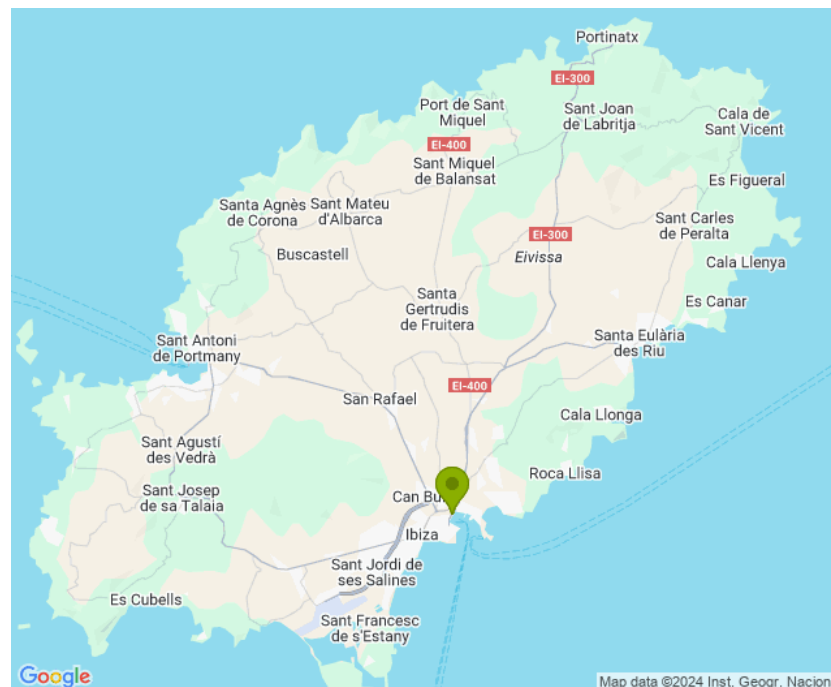 Portinatx
EI-300
Port de Sant
Miquel
Sant Joan
de Labritja
Cala de
Sant Vicent
EI-400
Sant Miquel
de Balansat
Es Figueral
Santa Agnès
de Corona
Sant Mateu
d'Albarca
Sant Carles
de Peralta
EI-300
Buscastell
Eivissa
Cala Llenya
Santa
Gertrudis
de Fruitera
Es Canar
Sant Antoni
de Portmany
Santa Eulària
des Riu
EI-400
San Rafael
Cala Llonga
Sant Agustí
des Vedrà
Roca Llisa
Sant Josep
de sa Talaia
Can Bu
Ibiza
Sant Jordi de
ses Salines
Es Cubells
Sant Francesc
de s'Estany
Google
Map data ©2024 Inst. Geogr. Nacion